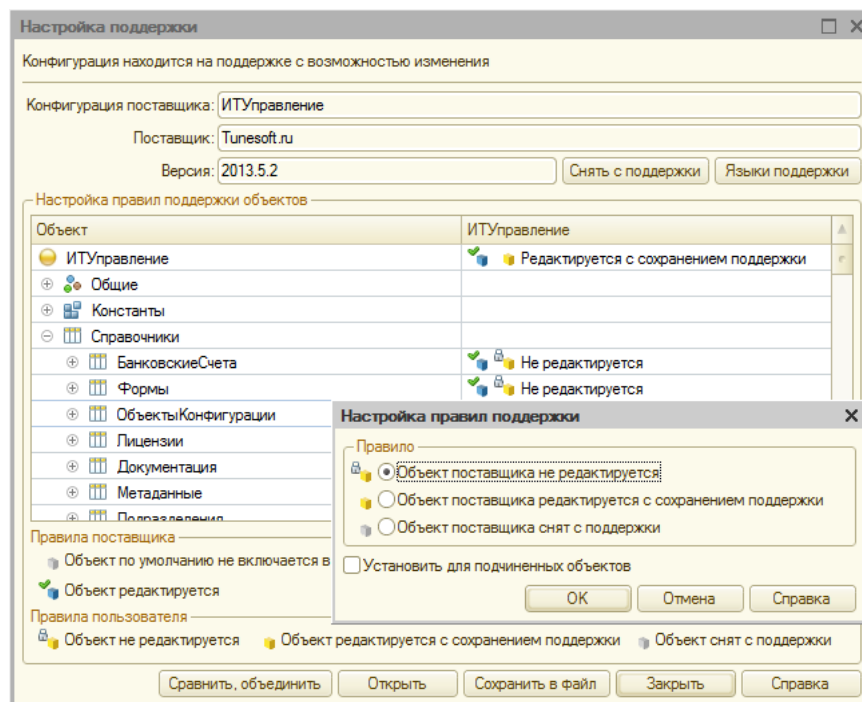 Настройка поддержки
Конфигурация находится на поддержке с возможностью изменения
Конфигурация поставщика: ИТУправление
Поставщик: Tunesoft.ru
Версия: 2013.5.2 Снять с поддержки Языки поддержки
Настройка правил поддержки объектов
Объект ИТУправление
ИТУправление Редактируется с сохранением поддержки
Общие
Константы
Справочники
БанковскиеСчета Не редактируется
Формы Не редактируется
ОбъектыКонфигурации
Лицензии
Документация
Метаданные
Подразделения
Настройка правил поддержки
Правило
Объект поставщика не редактируется
Объект поставщика редактируется с сохранением поддержки
Объект поставщика снят с поддержки
Установить для подчиненных объектов
OK Отмена Справка
Правила поставщика
Объект по умолчанию не включается в
Объект редактируется
Правила пользователя
Объект не редактируется Объект редактируется с сохранением поддержки Объект снят с поддержки
Сравнить, объединить Открыть Сохранить в файл Закрыть Справка